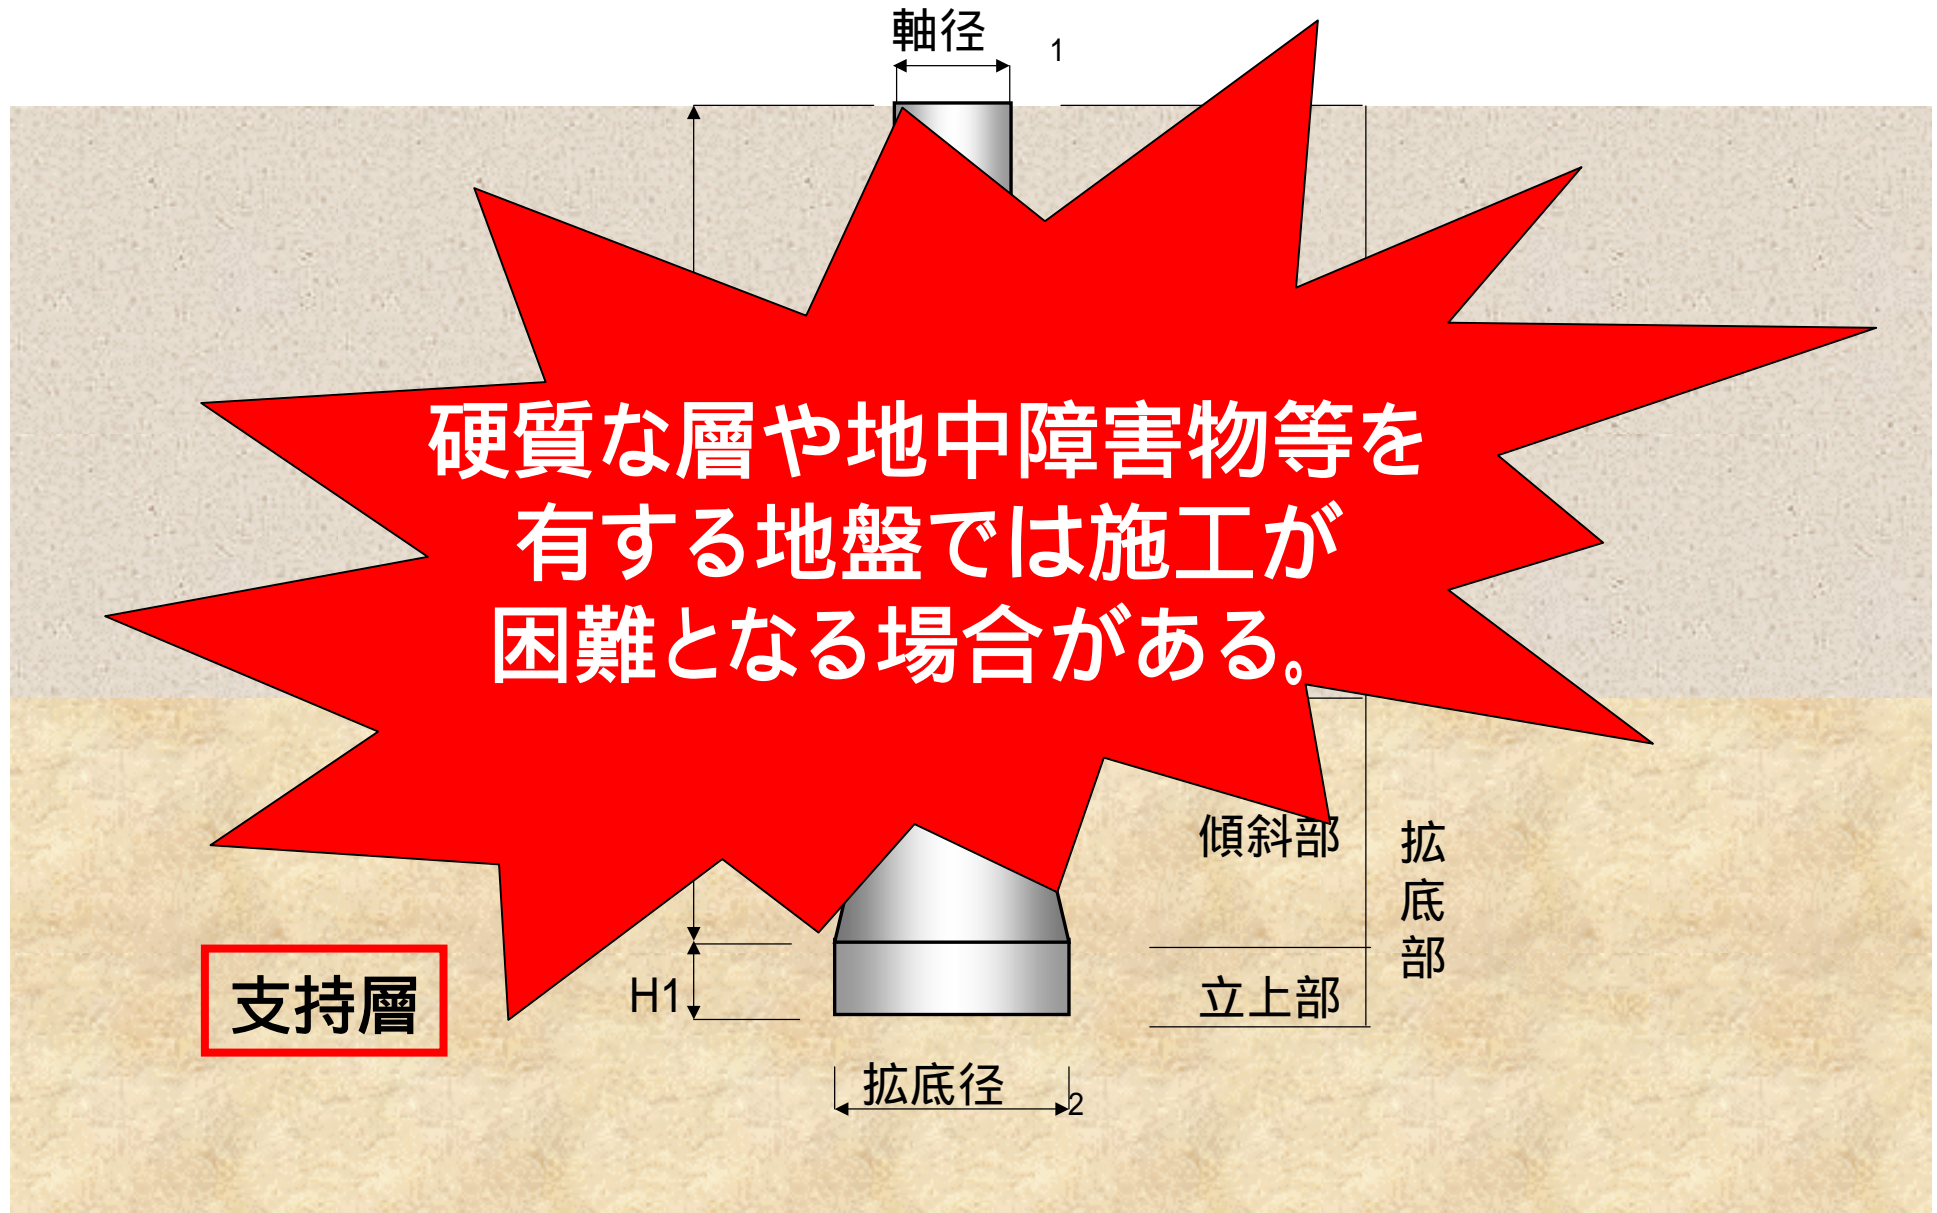 軸径 1
硬質な層や地中障害物等を
有する地盤では施工が
困難となる場合がある。
傾斜部
拡底部
支持層
H1
立上部
拡底径 2